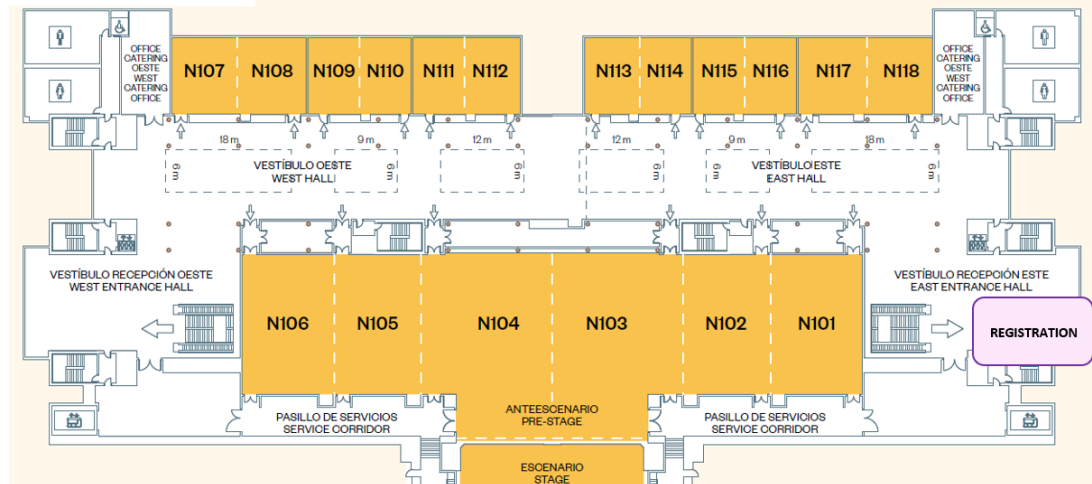 OFFICE
CATERING
OESTE
WEST
CATERING
OFFICE
N107
N108
N109
N110
N111
N112
N113
N114
N115
N116
N117
N118
OFFICE
CATERING
OESTE
WEST
CATERING
OFFICE
18 m
9 m
12 m
12 m
9 m
18 m
6 m
6 m
6 m
6 m
6 m
6 m
VESTÍBULO OESTE
WEST HALL
VESTÍBULO ESTE
EAST HALL
VESTÍBULO RECEPCIÓN OESTE
WEST ENTRANCE HALL
VESTÍBULO RECEPCIÓN ESTE
EAST ENTRANCE HALL
REGISTRATION
N106
N105
N104
N103
N102
N101
PASILLO DE SERVICIOS
SERVICE CORRIDOR
ANTEESCENARIO
PRE-STAGE
PASILLO DE SERVICIOS
SERVICE CORRIDOR
ESCENARIO
STAGE